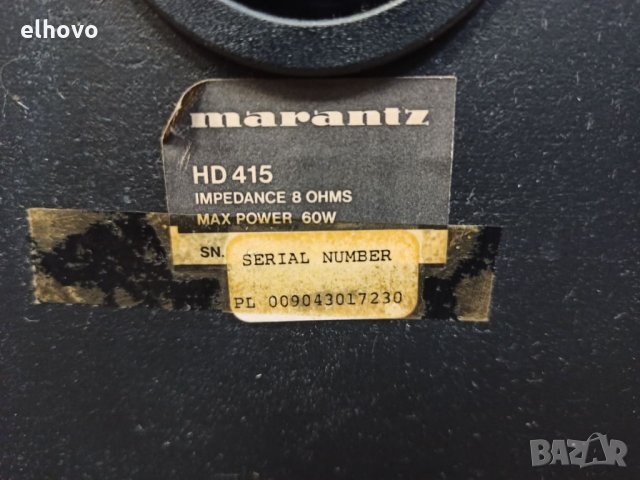 elhovo
marantz
HD 415
IMPEDANCE 8 OHMS
MAX POWER 60W
SN.
SERIAL NUMBER
PL 009043017230
BAZAR